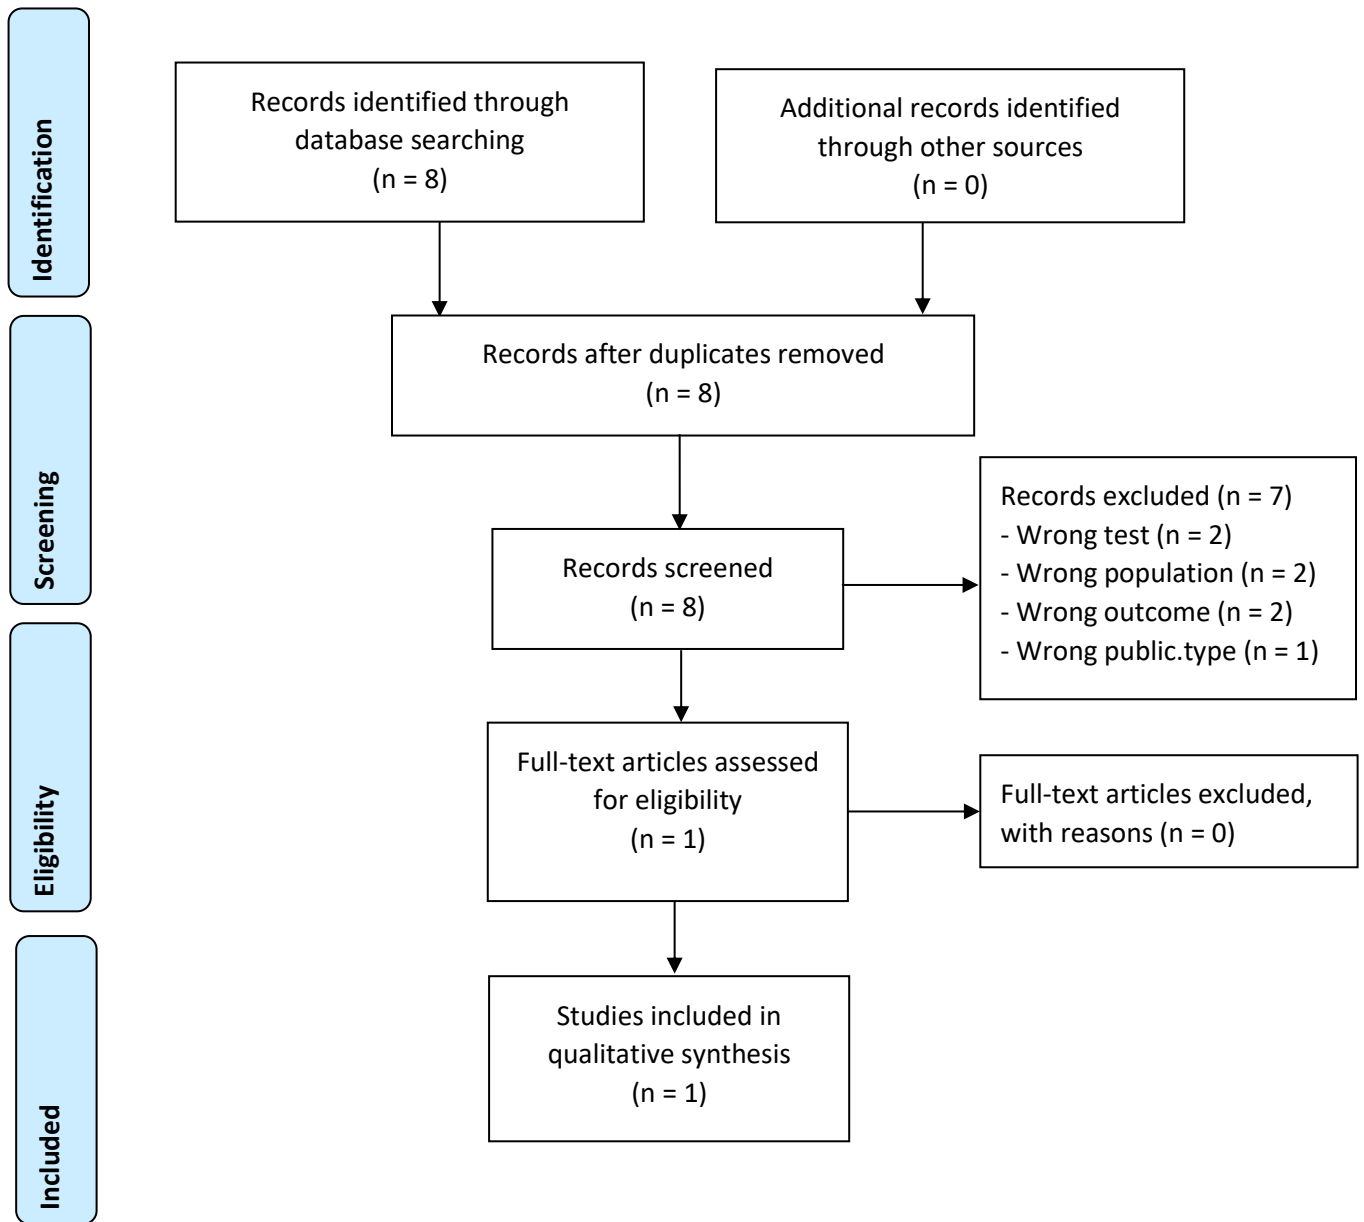 Identification
Records identified through
database searching
(n = 8)
Additional records identified
through other sources
(n = 0)
Records after duplicates removed
(n = 8)
Screening
Records screened
(n = 8)
Records excluded (n = 7)
- Wrong test (n = 2)
- Wrong population (n = 2)
- Wrong outcome (n = 2)
- Wrong public.type (n = 1)
Eligibility
Full-text articles assessed
for eligibility
(n = 1)
Full-text articles excluded,
with reasons (n = 0)
Included
Studies included in
qualitative synthesis
(n = 1)